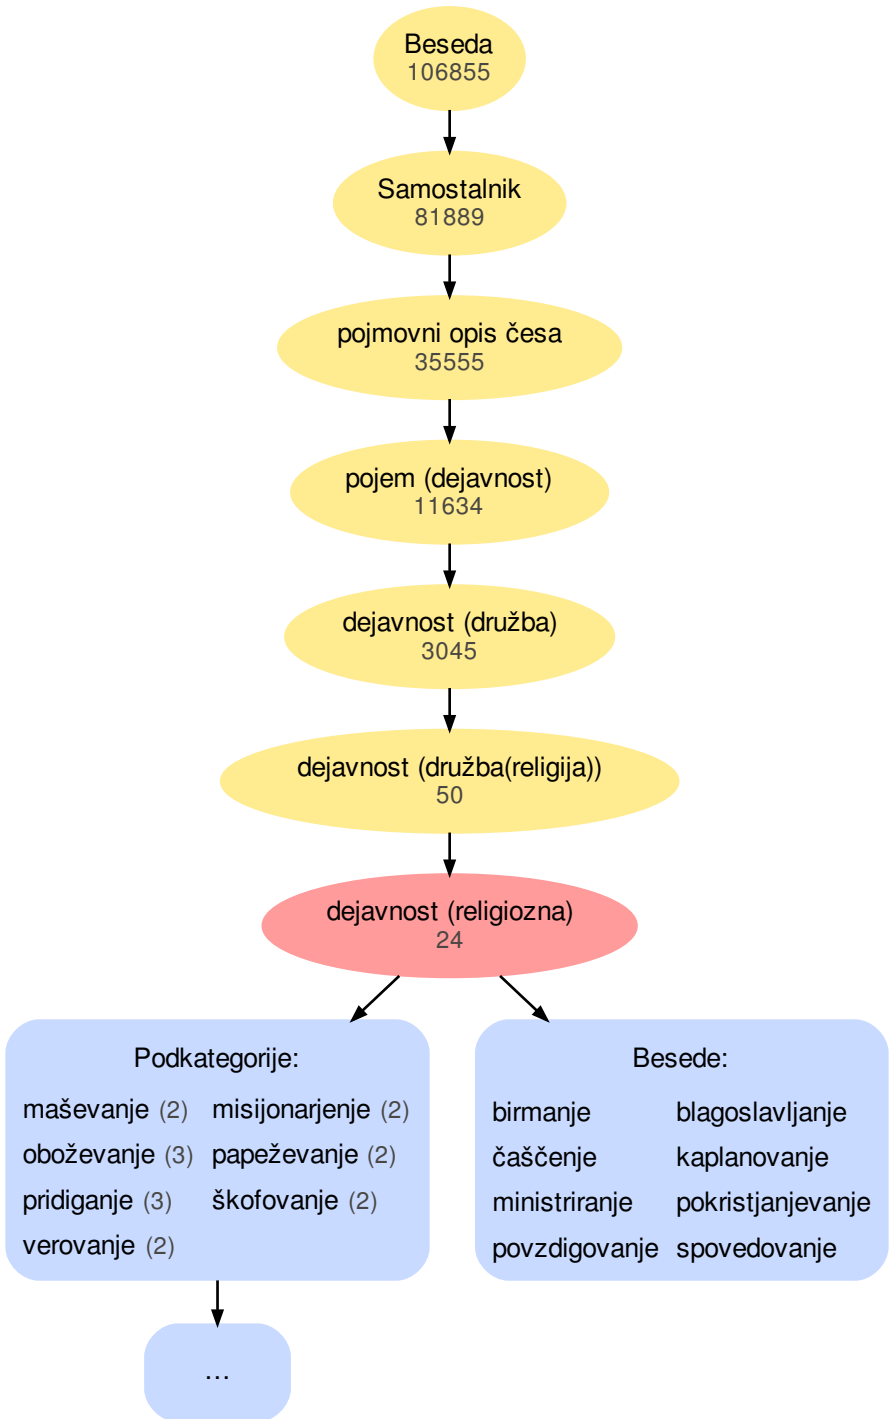 Beseda
106855
Samostalnik
81889
pojmovni opis česa
35555
pojem (dejavnost)
11634
dejavnost (družba)
3045
dejavnost (družba(religija))
50
dejavnost (religiozna)
24
Podkategorije:
maševanje (2) misijonarjenje (2)
oboževanje (3) papeževanje (2)
pridiganje (3) škofovanje (2)
verovanje (2)
Besede:
birmanje blagoslavljanje
čaščenje kaplanovanje
ministriranje pokristjanjevanje
povzdigovanje spovedovanje
...